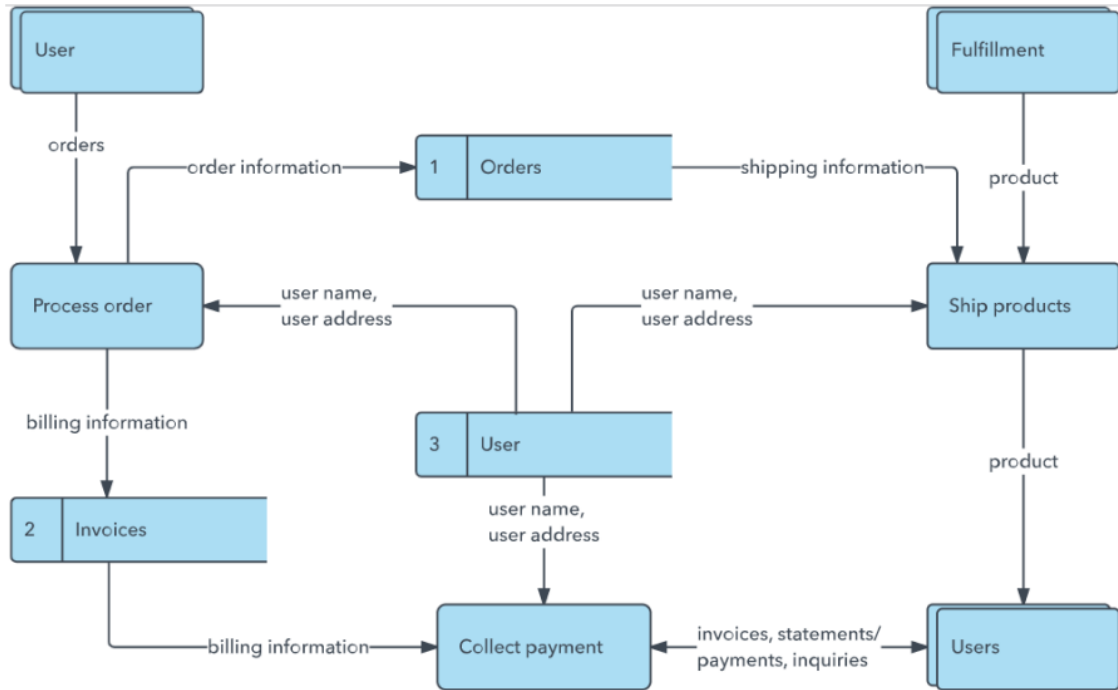 User
Fulfillment
orders
order information
1
Orders
shipping information
product
Process order
user name,
user address
user name,
user address
Ship products
billing information
3
User
product
2
Invoices
user name,
user address
billing information
Collect payment
invoices, statements/
payments, inquiries
Users